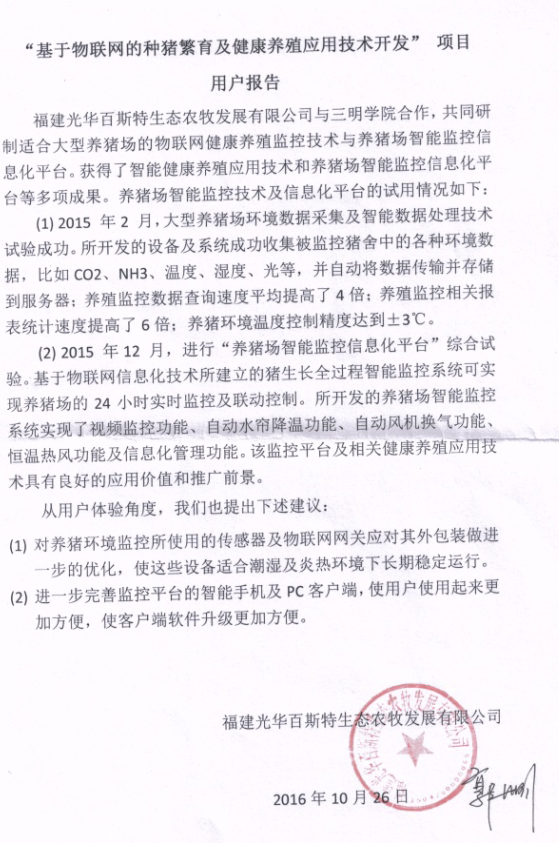 “基于物联网的种猪繁育及健康养殖应用技术开发” 项目
用户报告
福建光华百斯特生态农牧发展有限公司与三明学院合作，共同研
制适合大型养猪场的物联网健康养殖监控技术与养猪场智能监控信
息化平台。获得了智能健康养殖应用技术和养猪场智能监控信息化平
台等多项成果。养猪场智能监控技术及信息化平台的试用情况如下：
(1) 2015 年 2 月，大型养猪场环境数据采集及智能数据处理技术
试验成功。所开发的设备及系统成功收集被监控猪舍中的各种环境数
据，比如 CO2、NH3、温度、湿度、光等，并自动将数据传输并存储
到服务器；养殖监控数据查询速度平均提高了 4 倍；养殖监控相关报
表统计速度提高了 6 倍；养猪环境温度控制精度达到±3℃。
(2) 2015 年 12 月，进行“养猪场智能监控信息化平台”综合试
验。基于物联网信息化技术所建立的猪生长全过程智能监控系统可实
现养猪场的 24 小时实时监控及联动控制。所开发的养猪场智能监控
系统实现了视频监控功能、自动水帘降温功能、自动风机换气功能、
恒温热风功能及信息化管理功能。该监控平台及相关健康养殖应用技
术具有良好的应用价值和推广前景。
从用户体验角度，我们也提出下述建议：
(1) 对养猪环境监控所使用的传感器及物联网网关应对其外包装做进
一步的优化，使这些设备适合潮湿及炎热环境下长期稳定运行。
(2) 进一步完善监控平台的智能手机及 PC 客户端，使用户使用起来更
加方便，使客户端软件升级更加方便。
福建光华百斯特生态农牧发展有限公司
2016 年 10 月 26 日